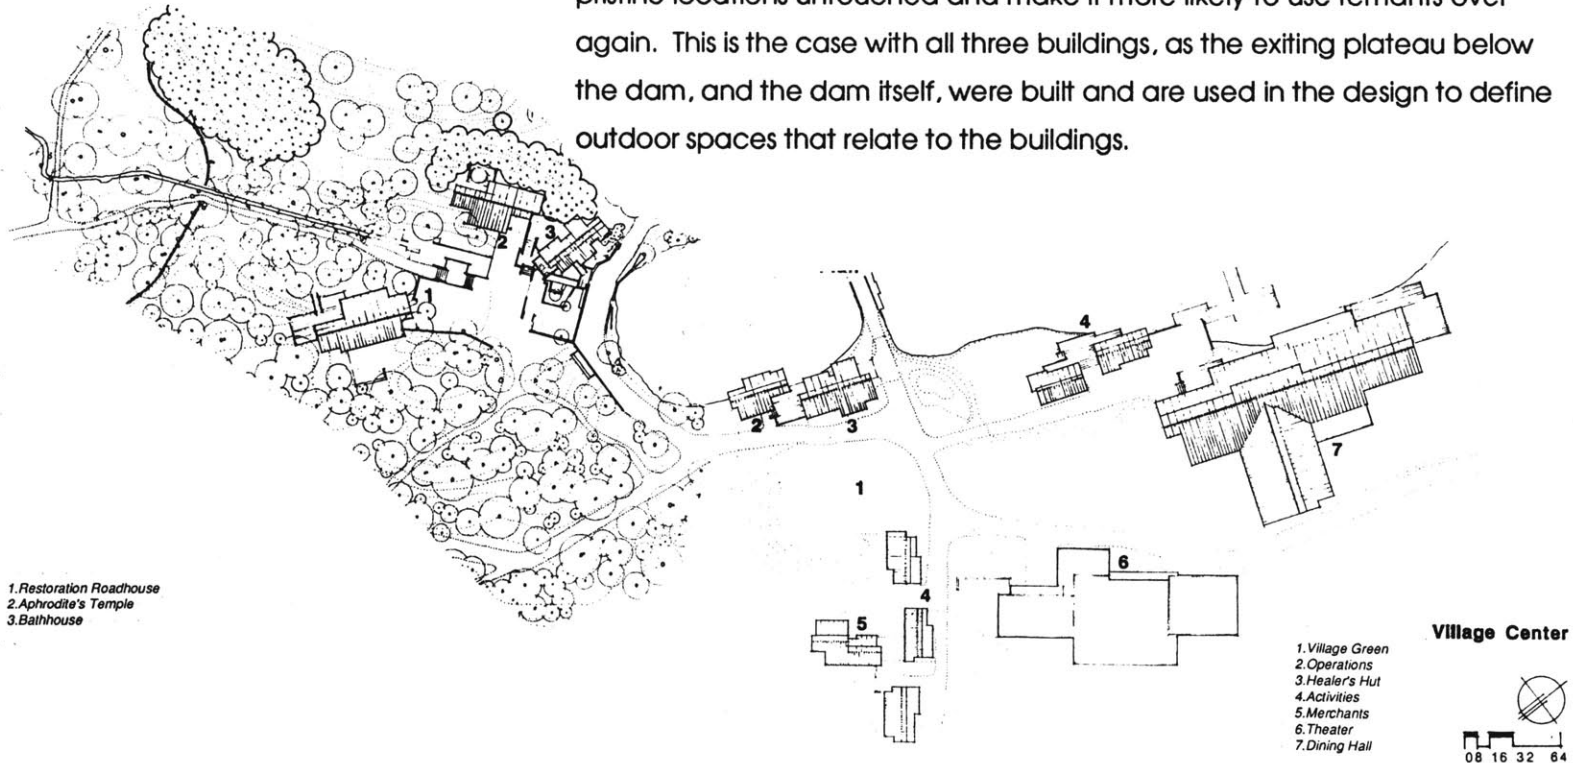 again. This is the case with all three buildings, as the exiting plateau below
the dam, and the dam itself, were built and are used in the design to define
outdoor spaces that relate to the buildings.
3
2
1
4
2
3
7
1
6
4
5
1.Restoration Roadhouse
2.Aphrodite's Temple
3.Bathhouse
Village Center
1.Village Green
2.Operations
3.Healer's Hut
4.Activities
5.Merchants
6.Theater
7.Dining Hall
08 16 32 64